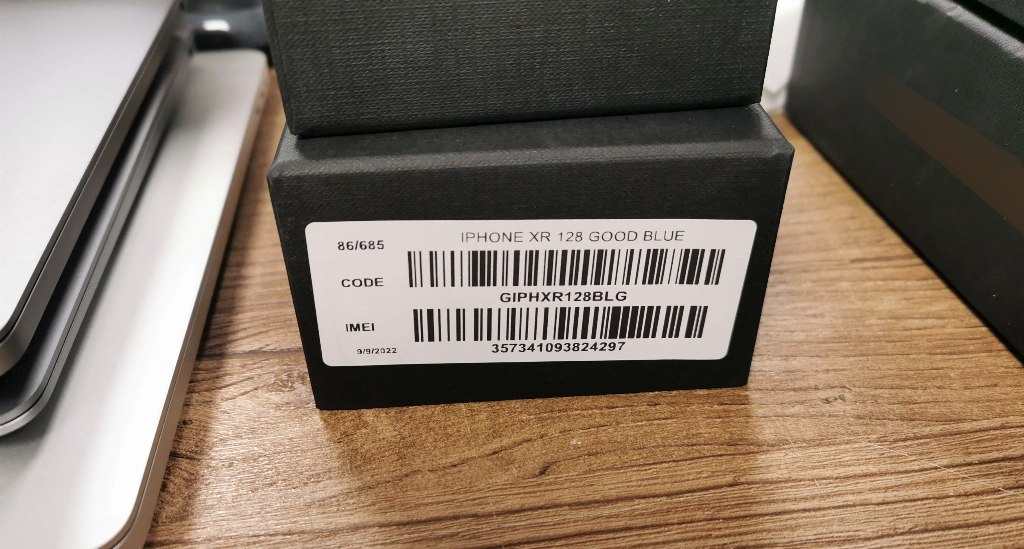 86/685
IPHONE XR 128 GOOD BLUE
CODE
GIPHXR128BLG
IMEI
9/9/2022
357341093824297